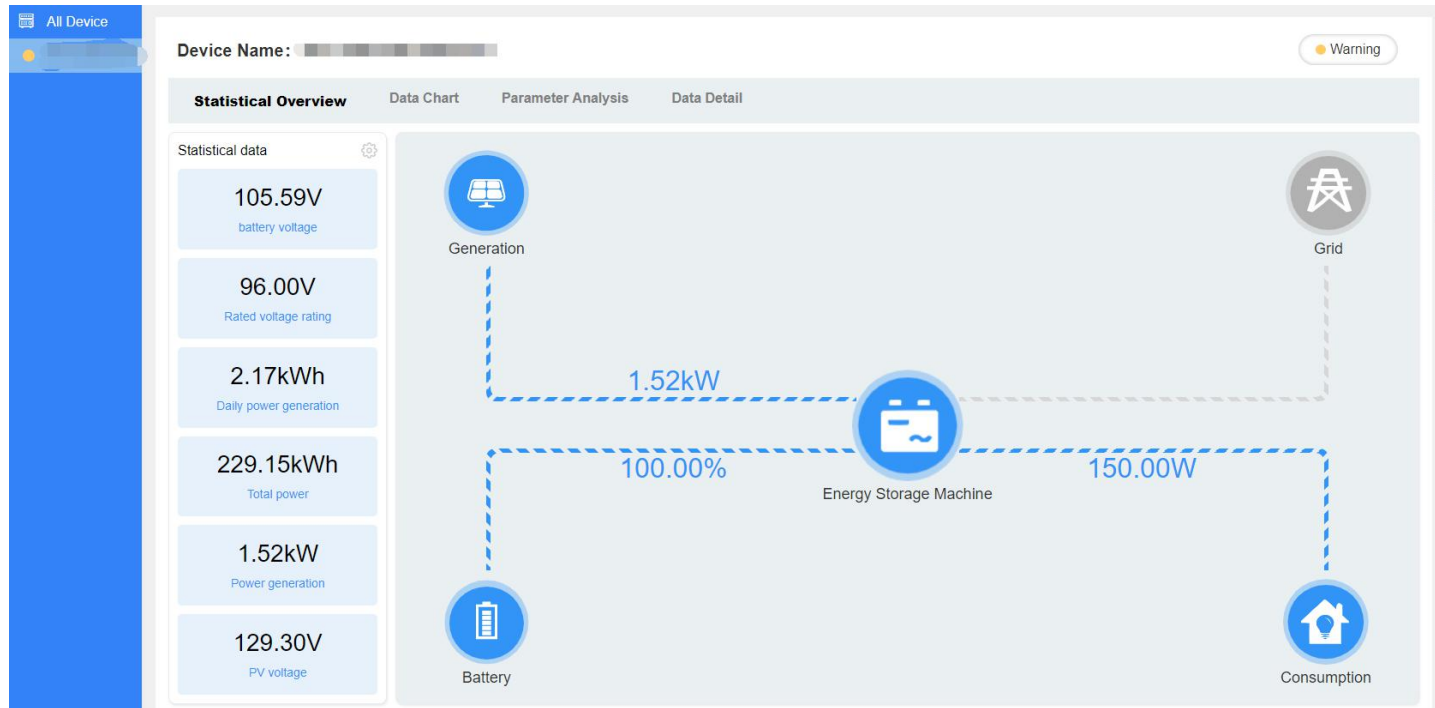 All Device
Device Name:
Warning
Statistical Overview
Data Chart
Parameter Analysis
Data Detail
Statistical data
105.59V
battery voltage
96.00V
Rated voltage rating
2.17kWh
Daily power generation
229.15kWh
Total power
1.52kW
Power generation
129.30V
PV voltage
Generation
Grid
1.52kW
100.00%
150.00W
Energy Storage Machine
Battery
Consumption